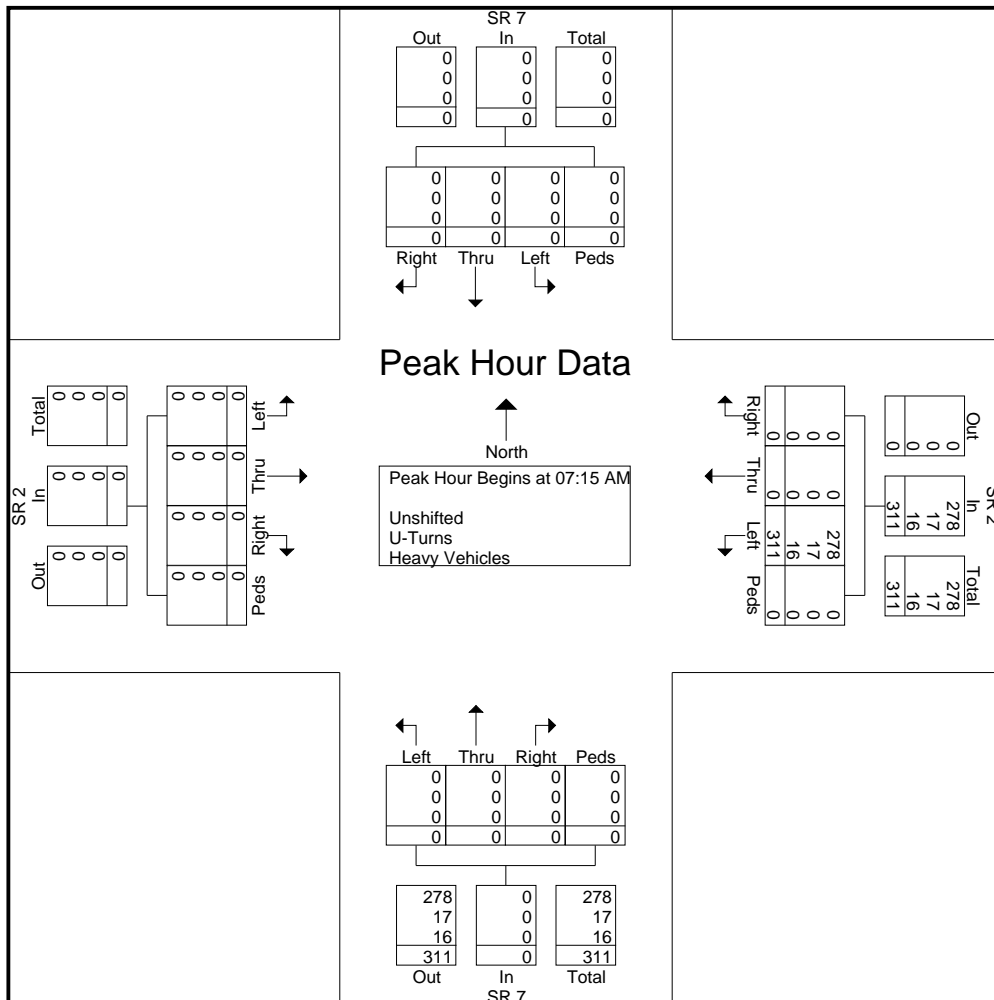 SR 7
Out In Total
0 0 0
0 0 0
0 0 0
0 0 0
0 0 0 0
0 0 0 0
0 0 0 0
0 0 0 0
Right Thru Left Peds
Peak Hour Data
North
Peak Hour Begins at 07:15 AM
Unshifted
U-Turns
Heavy Vehicles
SR 2
Total
0 0 0 0
In
0 0 0 0
Out
0 0 0 0
Left
0 0 0 0
Thru
0 0 0 0
Right
0 0 0 0
Peds
0 0 0 0
Right
0 0 0 0
Thru
0 0 0 0
Left
278 17 16 311
Peds
0 0 0 0
SR 2
Out
0 0 0 0
In
278 17 16 311
Total
278 17 16 311
Left Thru Right Peds
0 0 0 0
0 0 0 0
0 0 0 0
0 0 0 0
278 0 278
17 0 17
16 0 16
311 0 311
Out In Total
SR 7